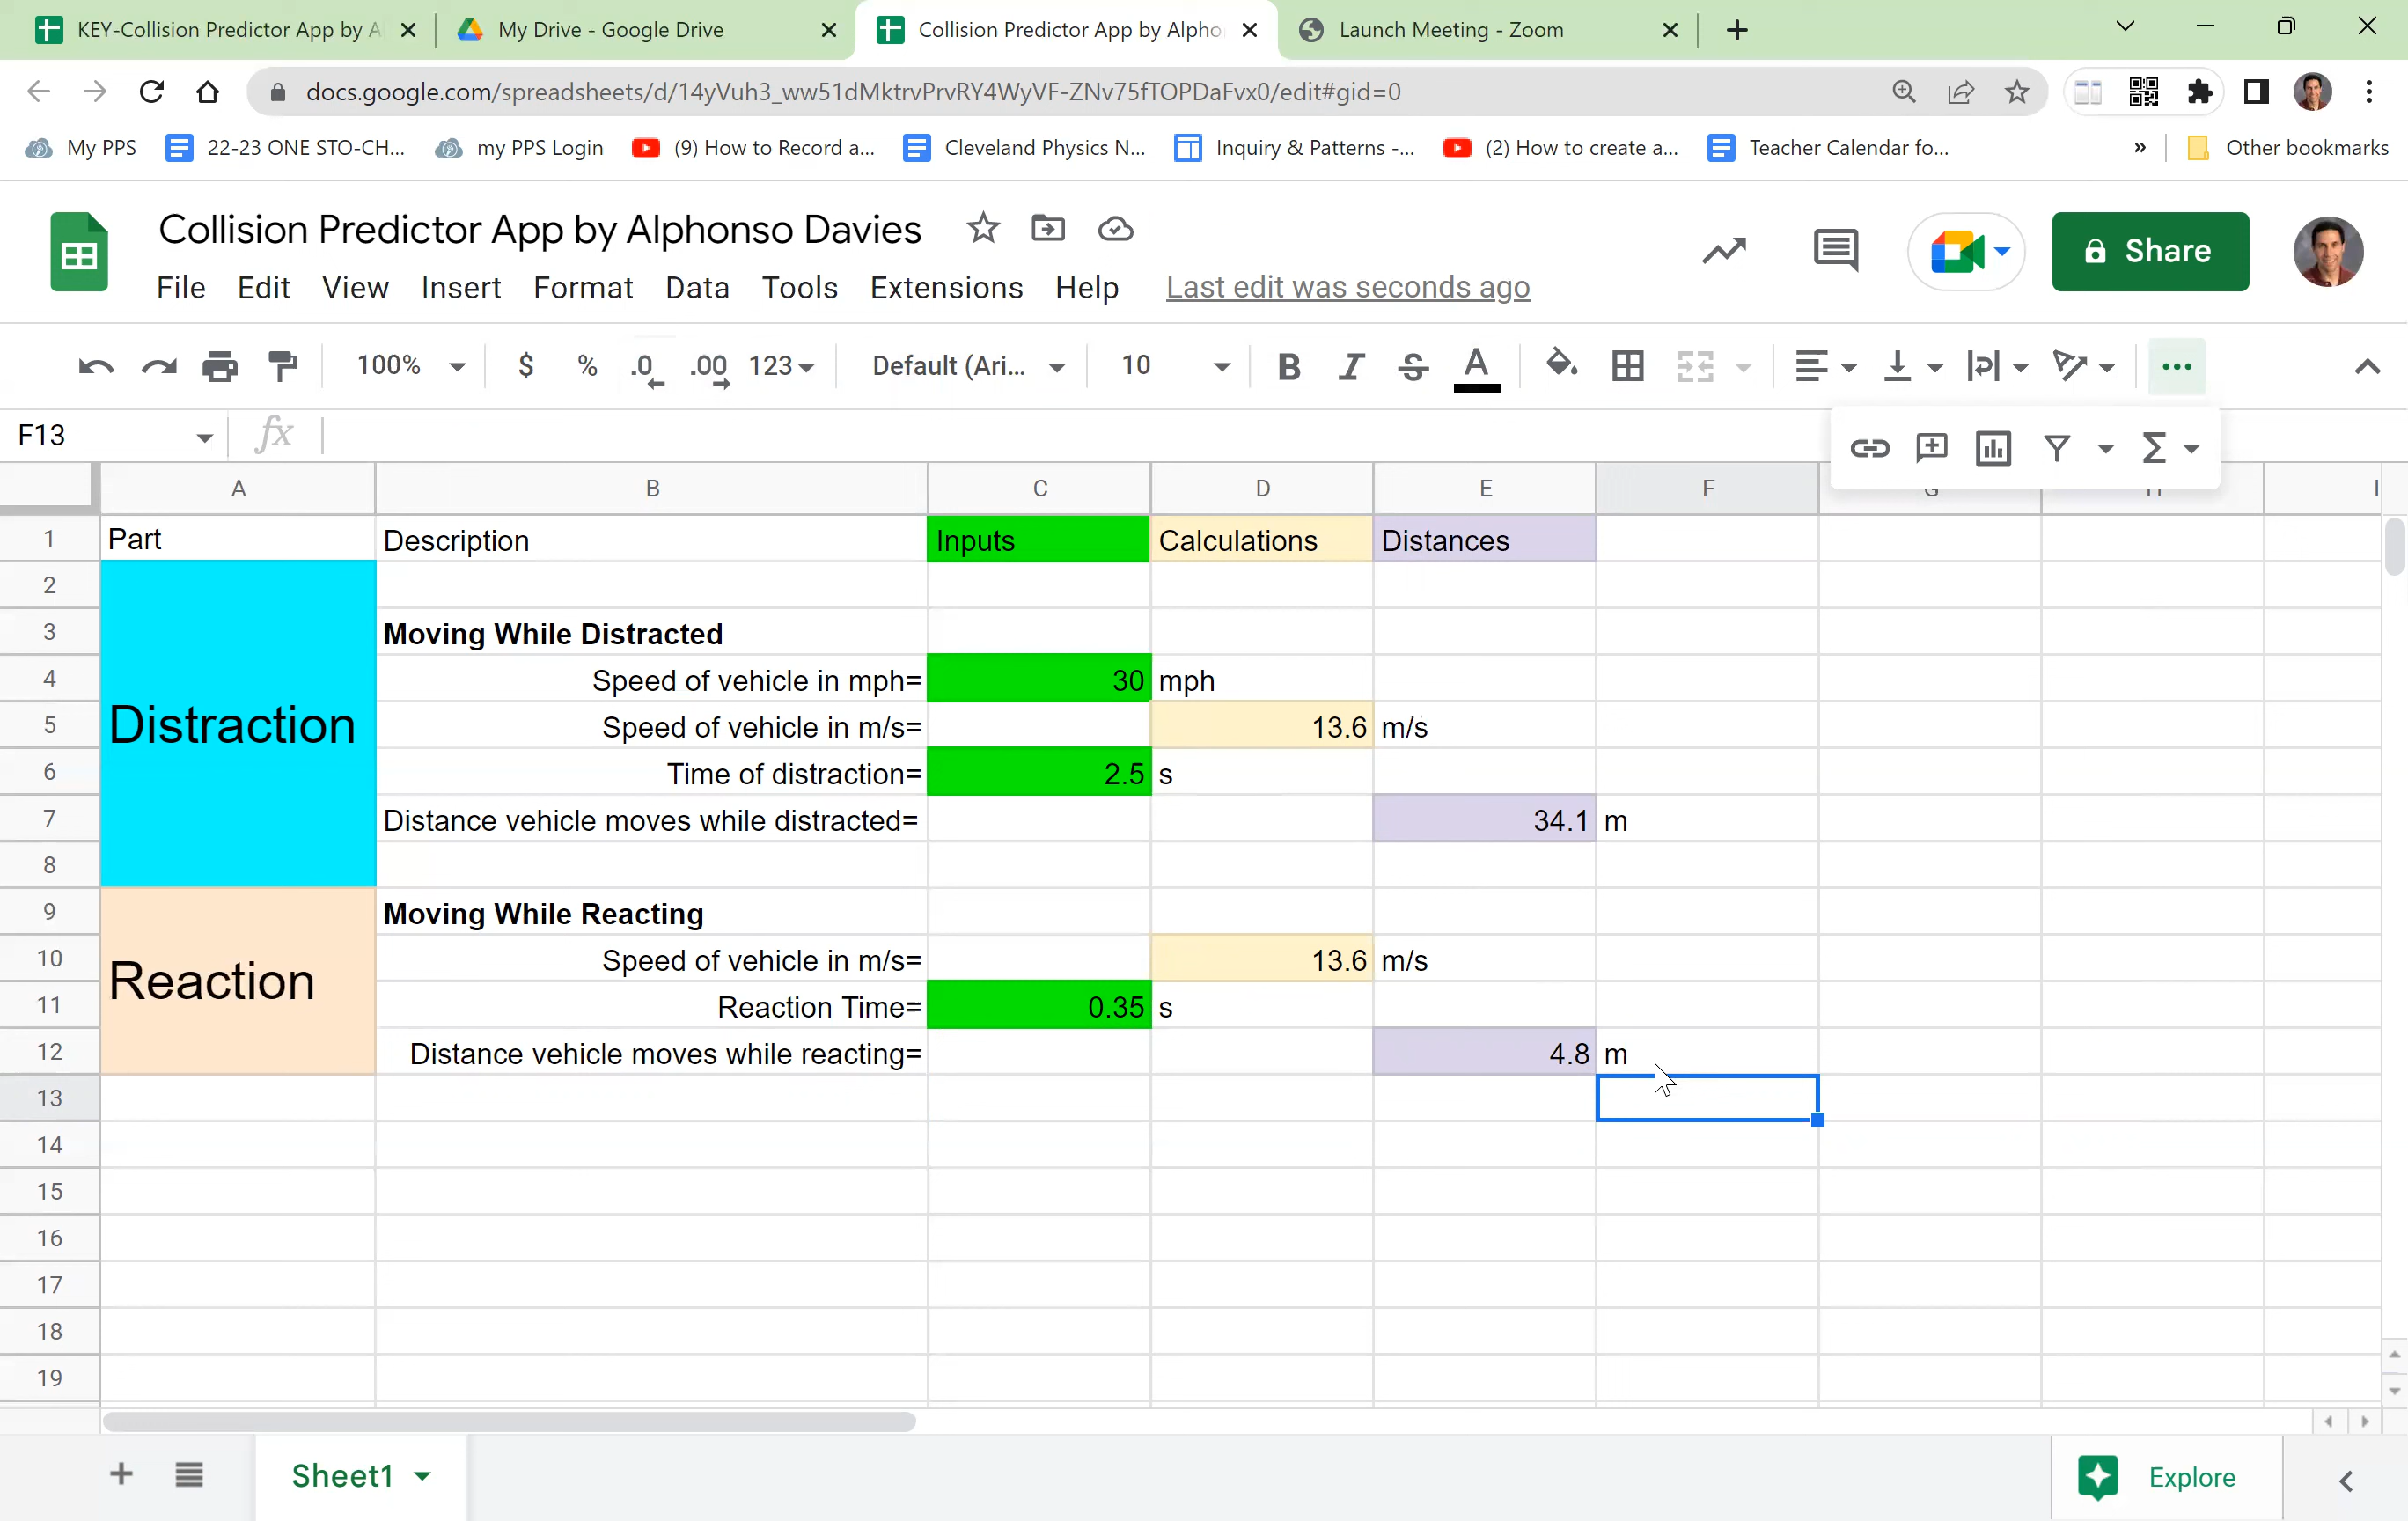 KEY-Collision Predictor App by A
My Drive - Google Drive
Collision Predictor App by Alpho
Launch Meeting - Zoom
docs.google.com/spreadsheets/d/14yVuh3_ww51dMktrvPrvRY4WyVF-ZNv75fTOPDaFvx0/edit#gid=0
My PPS
22-23 ONE STO-CH...
my PPS Login
(9) How to Record a...
Cleveland Physics N...
Inquiry & Patterns -...
(2) How to create a...
Teacher Calendar fo...
»
Other bookmarks
Collision Predictor App by Alphonso Davies
Share
File Edit View Insert Format Data Tools Extensions Help Last edit was seconds ago
100% $ % .0 .00 123 Default (Ari... 10 B I S A
F13 fx
A B C D E F G H I
1 Part Description Inputs Calculations Distances
2
3 Moving While Distracted
4 Speed of vehicle in mph= 30 mph
Distraction
5 Speed of vehicle in m/s= 13.6 m/s
6 Time of distraction= 2.5 s
7 Distance vehicle moves while distracted= 34.1 m
8
9 Moving While Reacting
10 Speed of vehicle in m/s= 13.6 m/s
Reaction
11 Reaction Time= 0.35 s
12 Distance vehicle moves while reacting= 4.8 m
13
14
15
16
17
18
19
Sheet1
Explore